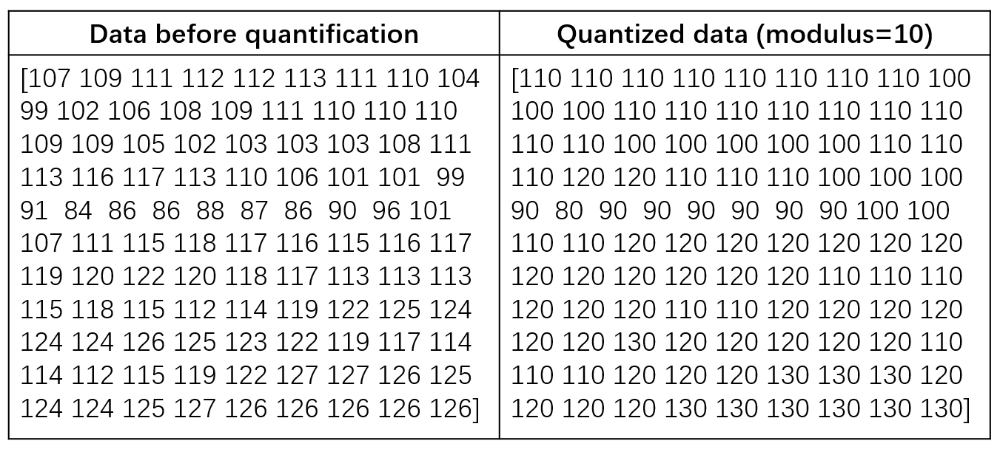 Data before quantification
Quantized data (modulus=10)
[107 109 111 112 112 113 111 110 104
99 102 106 108 109 111 110 110 110
109 109 105 102 103 103 103 108 111
113 116 117 113 110 106 101 101 99
91 84 86 86 88 87 86 90 96 101
107 111 115 118 117 116 115 116 117
119 120 122 120 118 117 113 113 113
115 118 115 112 114 119 122 125 124
124 124 126 125 123 122 119 117 114
114 112 115 119 122 127 127 126 125
124 124 125 127 126 126 126 126 126]
[110 110 110 110 110 110 110 110 100
100 100 110 110 110 110 110 110 110
110 110 100 100 100 100 100 110 110
110 120 120 110 110 110 100 100 100
90 80 90 90 90 90 90 90 100 100
110 110 120 120 120 120 120 120 120
120 120 120 120 120 120 110 110 110
120 120 120 110 110 120 120 120 120
120 120 130 120 120 120 120 120 110
110 110 120 120 120 130 130 130 120
120 120 120 130 130 130 130 130 130]